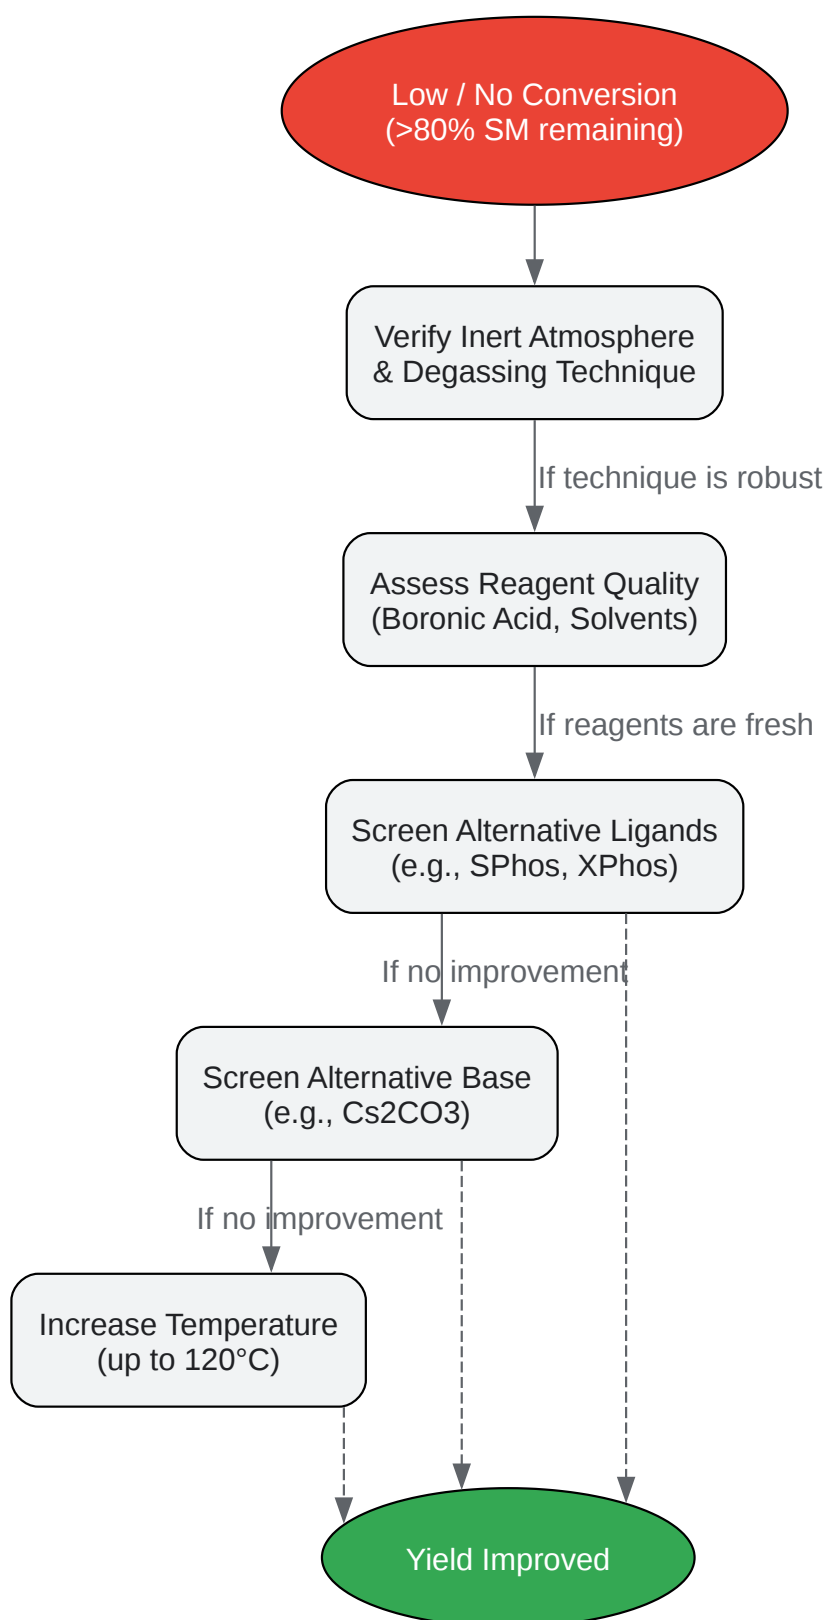 Low / No Conversion
(>80% SM remaining)
Verify Inert Atmosphere
& Degassing Technique
If technique is robust
Assess Reagent Quality
(Boronic Acid, Solvents)
If reagents are fresh
Screen Alternative Ligands
(e.g., SPhos, XPhos)
If no improvement
Screen Alternative Base
(e.g., Cs2CO3)
If no improvement
Increase Temperature
(up to 120°C)
Yield Improved